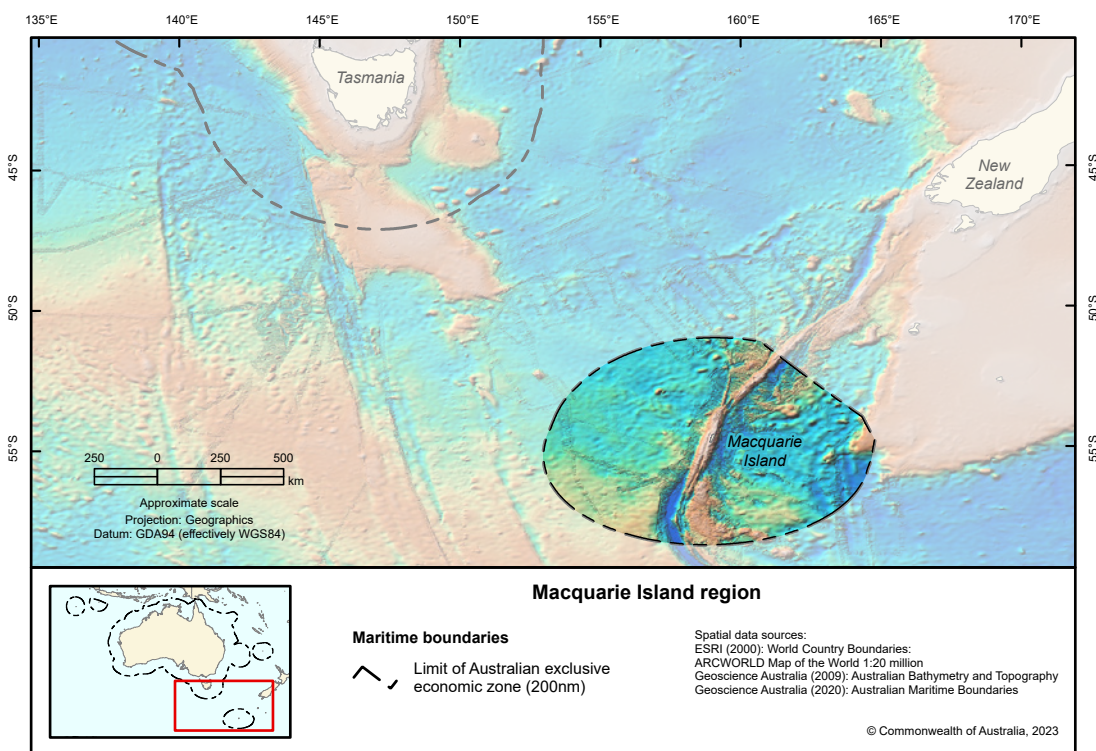 135°E
140°E
145°E
150°E
155°E
160°E
165°E
170°E
Tasmania
New
Zealand
45°S
45°S
50°S
50°S
55°S
55°S
Macquarie
Island
250
0
250
500
km
Approximate scale
Projection: Geographics
Datum: GDA94 (effectively WGS84)
Macquarie Island region
Maritime boundaries
Limit of Australian exclusive
economic zone (200nm)
Spatial data sources:
ESRI (2000): World Country Boundaries:
ARCWORLD Map of the World 1:20 million
Geoscience Australia (2009): Australian Bathymetry and Topography
Geoscience Australia (2020): Australian Maritime Boundaries
© Commonwealth of Australia, 2023